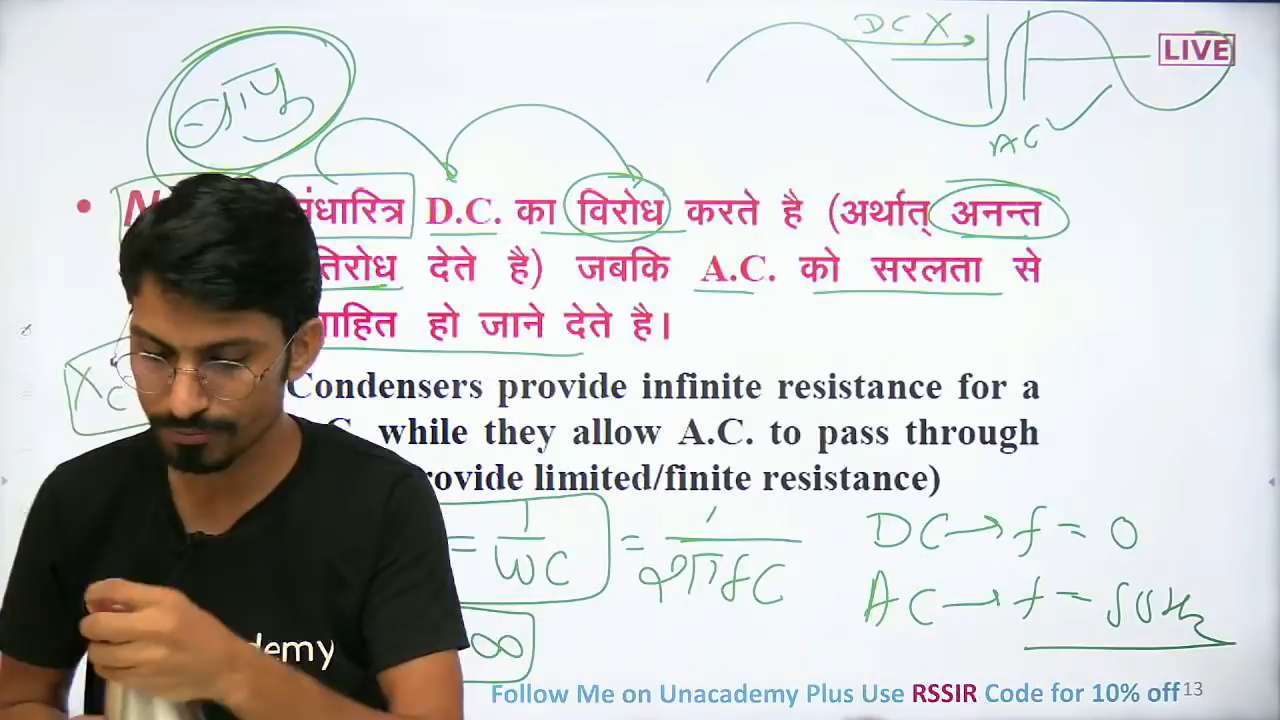 DC X
LIVE
AC
संधारित्र D.C. का विरोध करते है (अर्थात् अनन्त
तिरोध देते है) जबकि A.C. को सरलता से
ाहित हो जाने देते है।
Xc
Condensers provide infinite resistance for a
while they allow A.C. to pass through
rovide limited/finite resistance)
= 1/WC = 1/2πfC
DC → f = 0
AC → f = 50Hz
∞
demy
Follow Me on Unacademy Plus Use RSSIR Code for 10% off 13